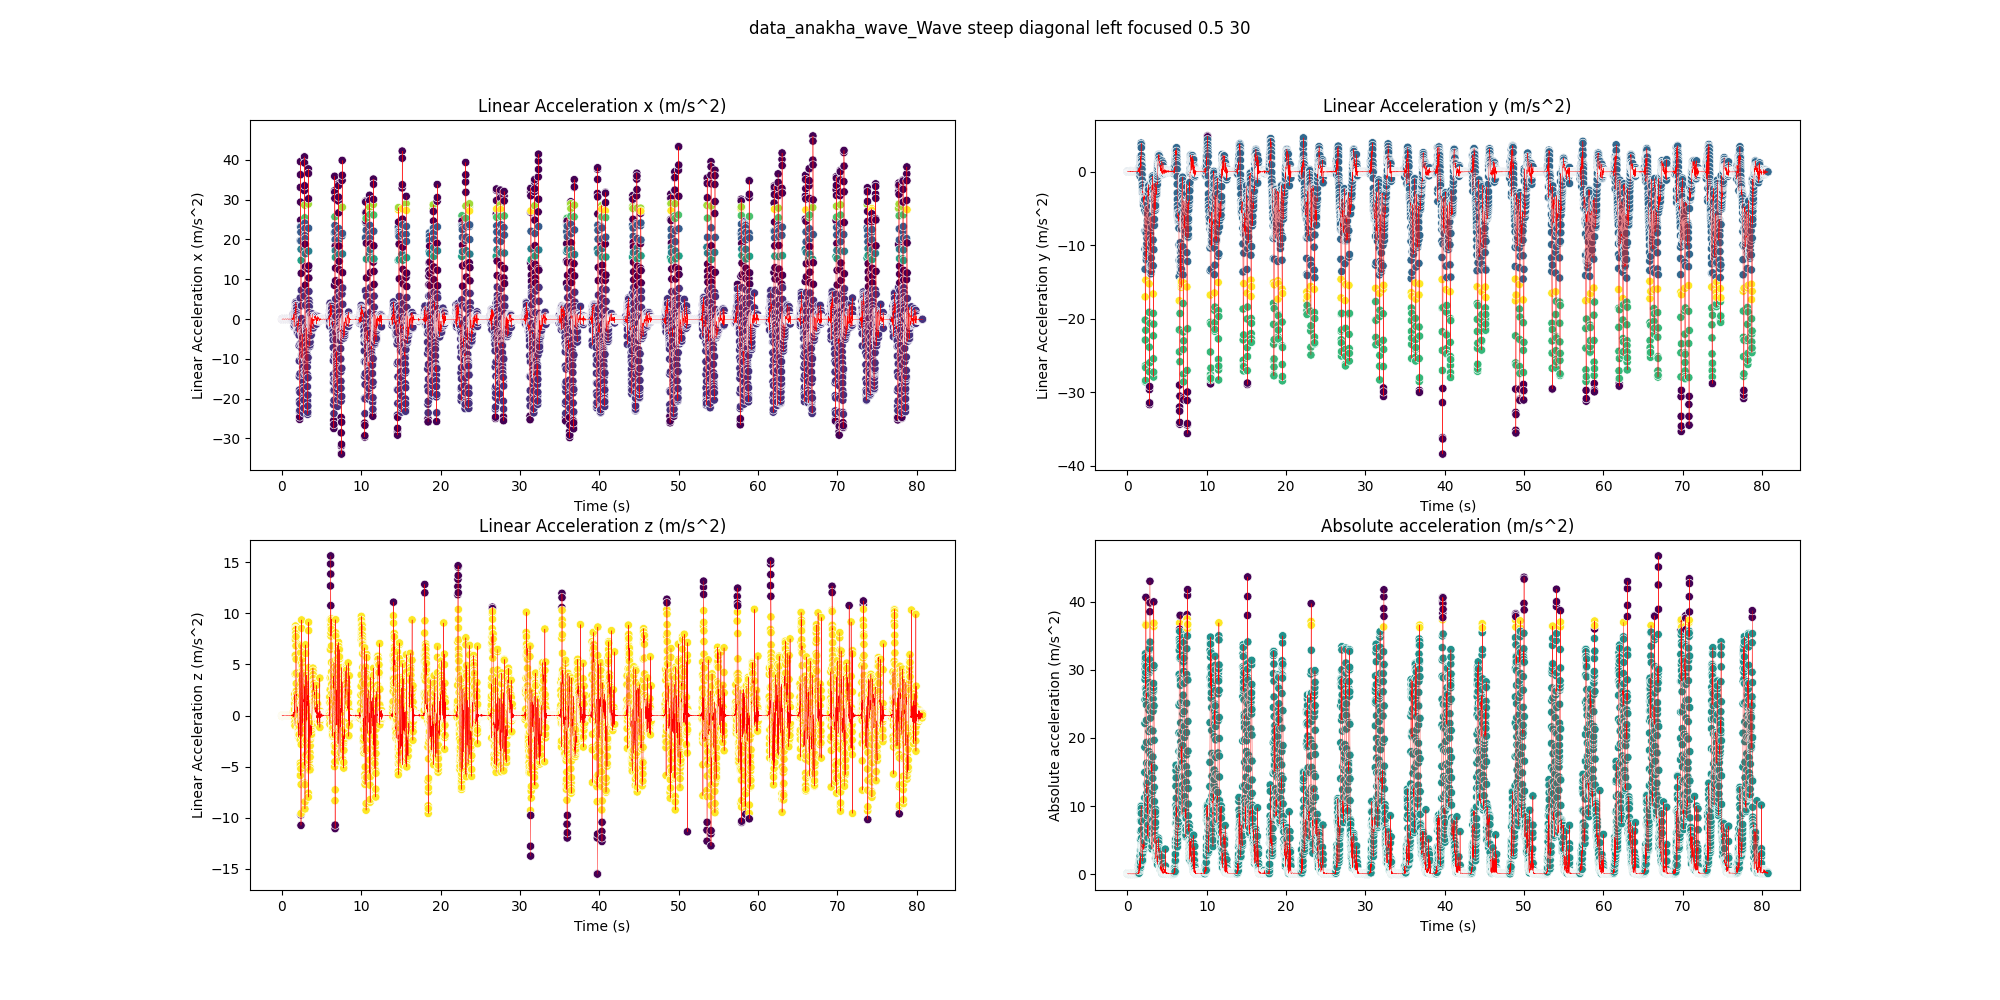 data_anakha_wave_Wave steep diagonal left focused 0.5 30
Linear Acceleration x (m/s^2)
Linear Acceleration x (m/s^2)
40
30
20
10
0
−10
−20
−30
0 10 20 30 40 50 60 70 80
Time (s)
Linear Acceleration y (m/s^2)
Linear Acceleration y (m/s^2)
0
−10
−20
−30
−40
0 10 20 30 40 50 60 70 80
Time (s)
Linear Acceleration z (m/s^2)
Linear Acceleration z (m/s^2)
15
10
5
0
−5
−10
−15
0 10 20 30 40 50 60 70 80
Time (s)
Absolute acceleration (m/s^2)
Absolute acceleration (m/s^2)
40
30
20
10
0
0 10 20 30 40 50 60 70 80
Time (s)